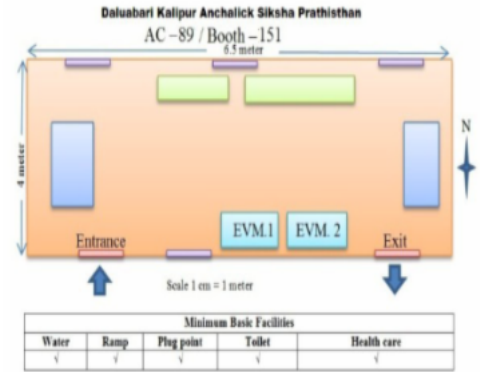 Daluabari Kalipur Anchalick Siksha Prathisthan
AC –89 / Booth –151
6.5 meter
4 meter
N
EVM.1 EVM. 2
Entrance Exit
Scale 1 cm = 1 meter
Minimum Basic Facilities
Water Ramp Plug point Toilet Health care
√ √ √ √ √